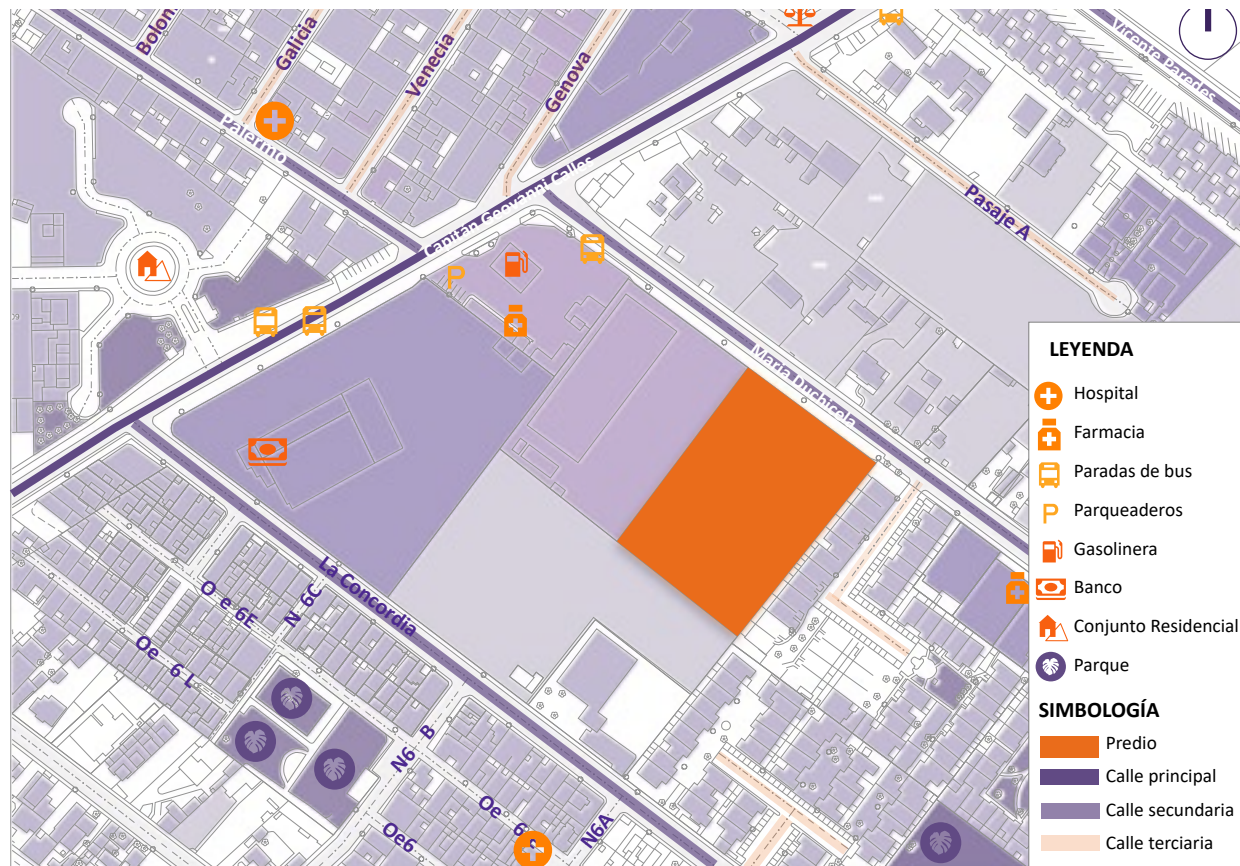 Bolon
Galicia
Venecia
Genova
Vicente Paredes
Palermo
Capitan Geovanni Calles
Pasaje A
P
Maria Duchicela
La Concordia
O e 6E
N 6C
Oe 6 L
N6 B
Oe 6
N6A
Oe6
LEYENDA
Hospital
Farmacia
Paradas de bus
P Parqueaderos
Gasolinera
Banco
Conjunto Residencial
Parque
SIMBOLOGÍA
Predio
Calle principal
Calle secundaria
Calle terciaria